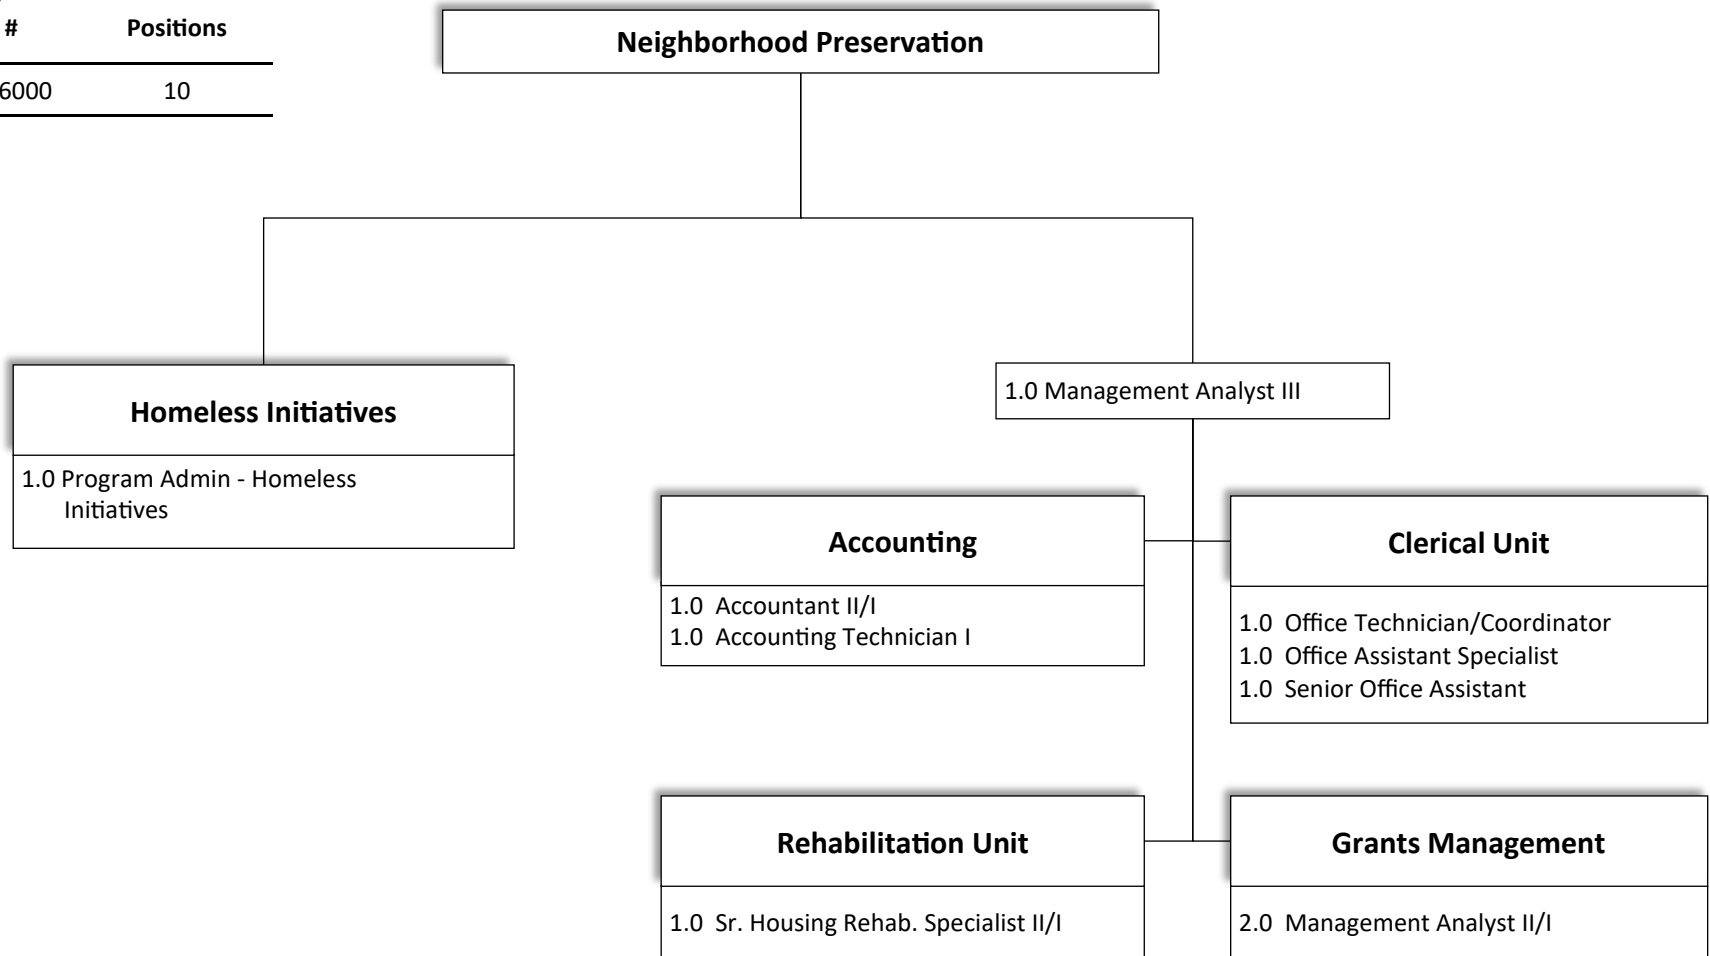 # Positions
6000 10
Neighborhood Preservation
Homeless Initiatives
1.0 Program Admin - Homeless
Initiatives
1.0 Management Analyst III
Accounting
1.0 Accountant II/I
1.0 Accounting Technician I
Clerical Unit
1.0 Office Technician/Coordinator
1.0 Office Assistant Specialist
1.0 Senior Office Assistant
Rehabilitation Unit
1.0 Sr. Housing Rehab. Specialist II/I
Grants Management
2.0 Management Analyst II/I